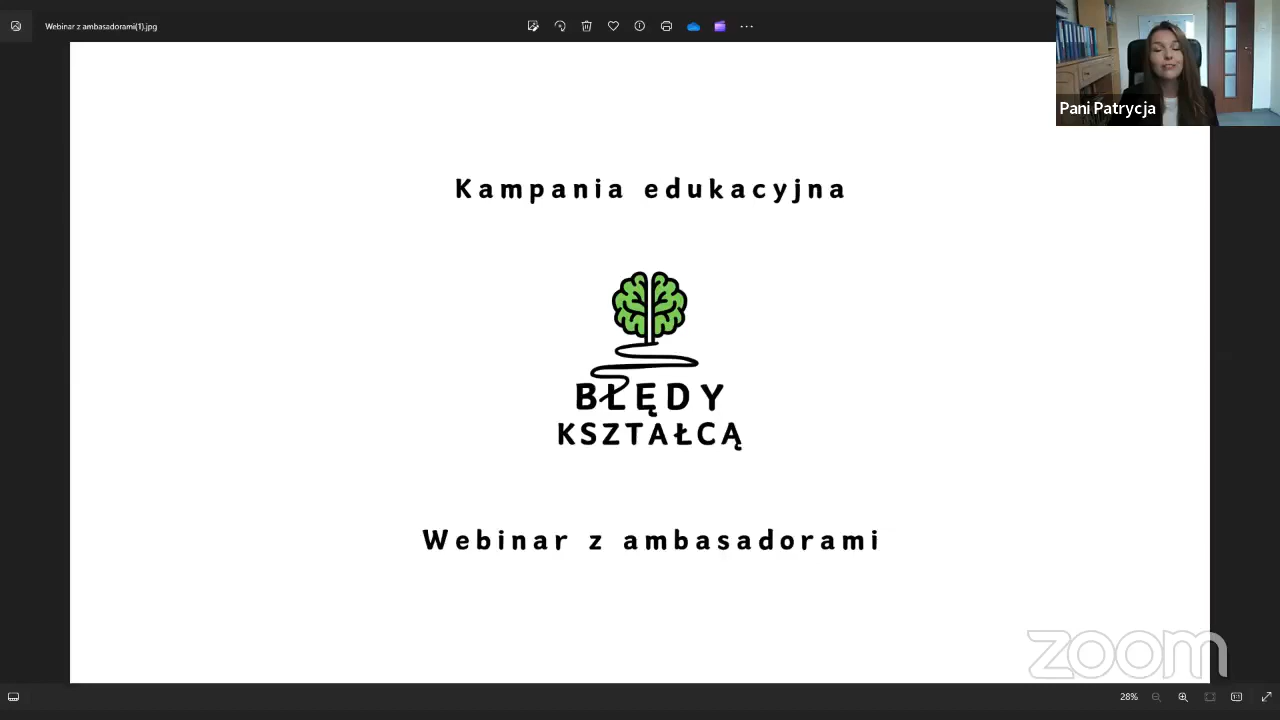 Webinar z ambasadorami(1).jpg
Pani Patrycja
Kampania edukacyjna
BŁĘDY
KSZTAŁCĄ
Webinar z ambasadorami
zoom
28%